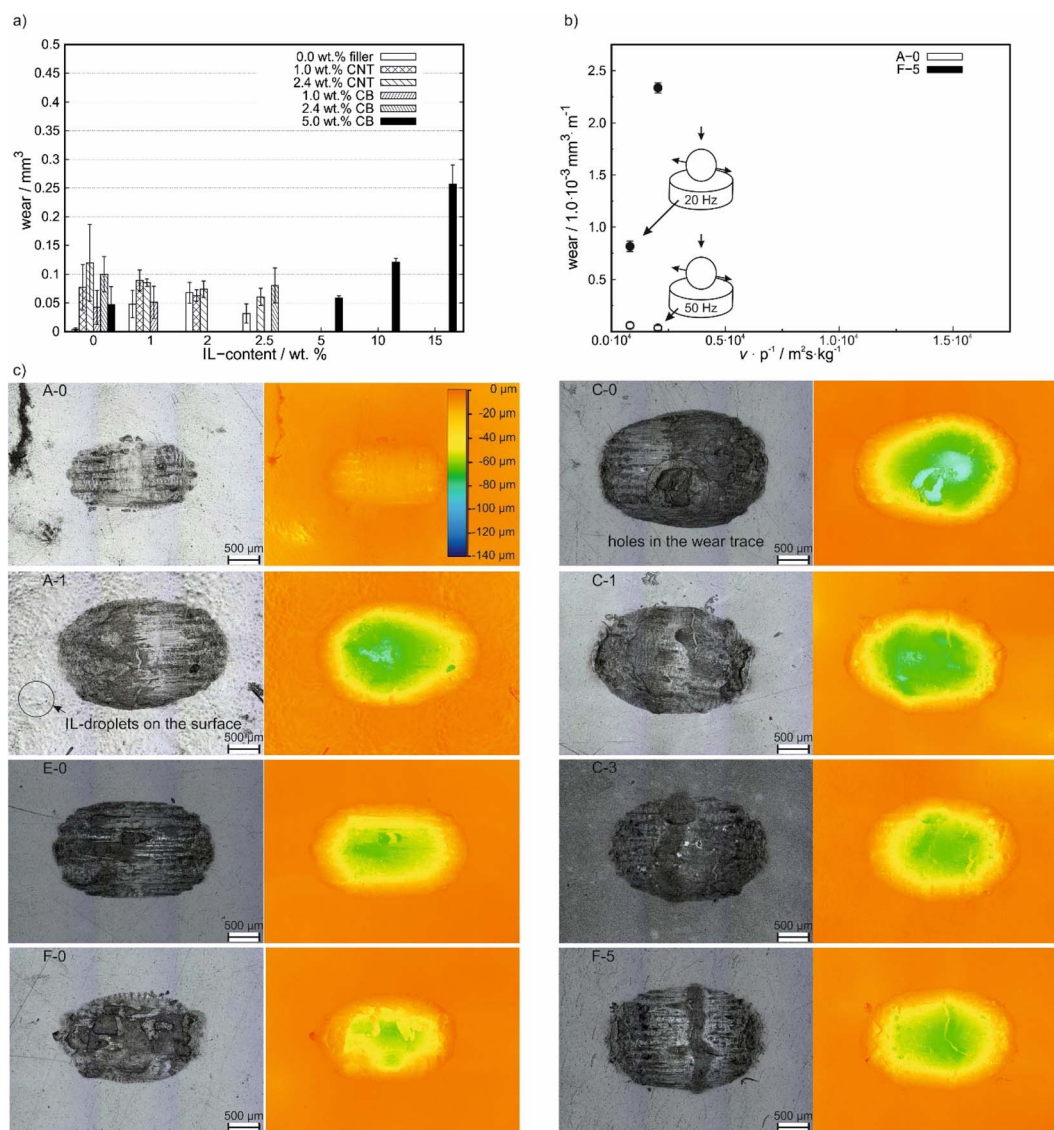 a)
0.5
0.45
0.4
0.35
0.3
0.25
0.2
0.15
0.1
0.05
0
wear / mm³
0.0 wt.% filler
1.0 wt.% CNT
2.4 wt.% CNT
1.0 wt.% CB
2.4 wt.% CB
5.0 wt.% CB
0 1 2 2.5 5 10 15
IL−content / wt. %
b)
A−0
F−5
2.5
2.0
1.5
1.0
0.5
wear / 1.0·10⁻³ mm³· m⁻¹
20 Hz
50 Hz
0.0·10⁴ 0.5·10⁴ 1.0·10⁴ 1.5·10⁴
v · p⁻¹ / m²s·kg⁻¹
c)
A-0
500 µm
0 µm
-20 µm
-40 µm
-60 µm
-80 µm
-100 µm
-120 µm
-140 µm
C-0
holes in the wear trace
500 µm
A-1
IL-droplets on the surface
500 µm
C-1
500 µm
E-0
500 µm
C-3
500 µm
F-0
500 µm
F-5
500 µm